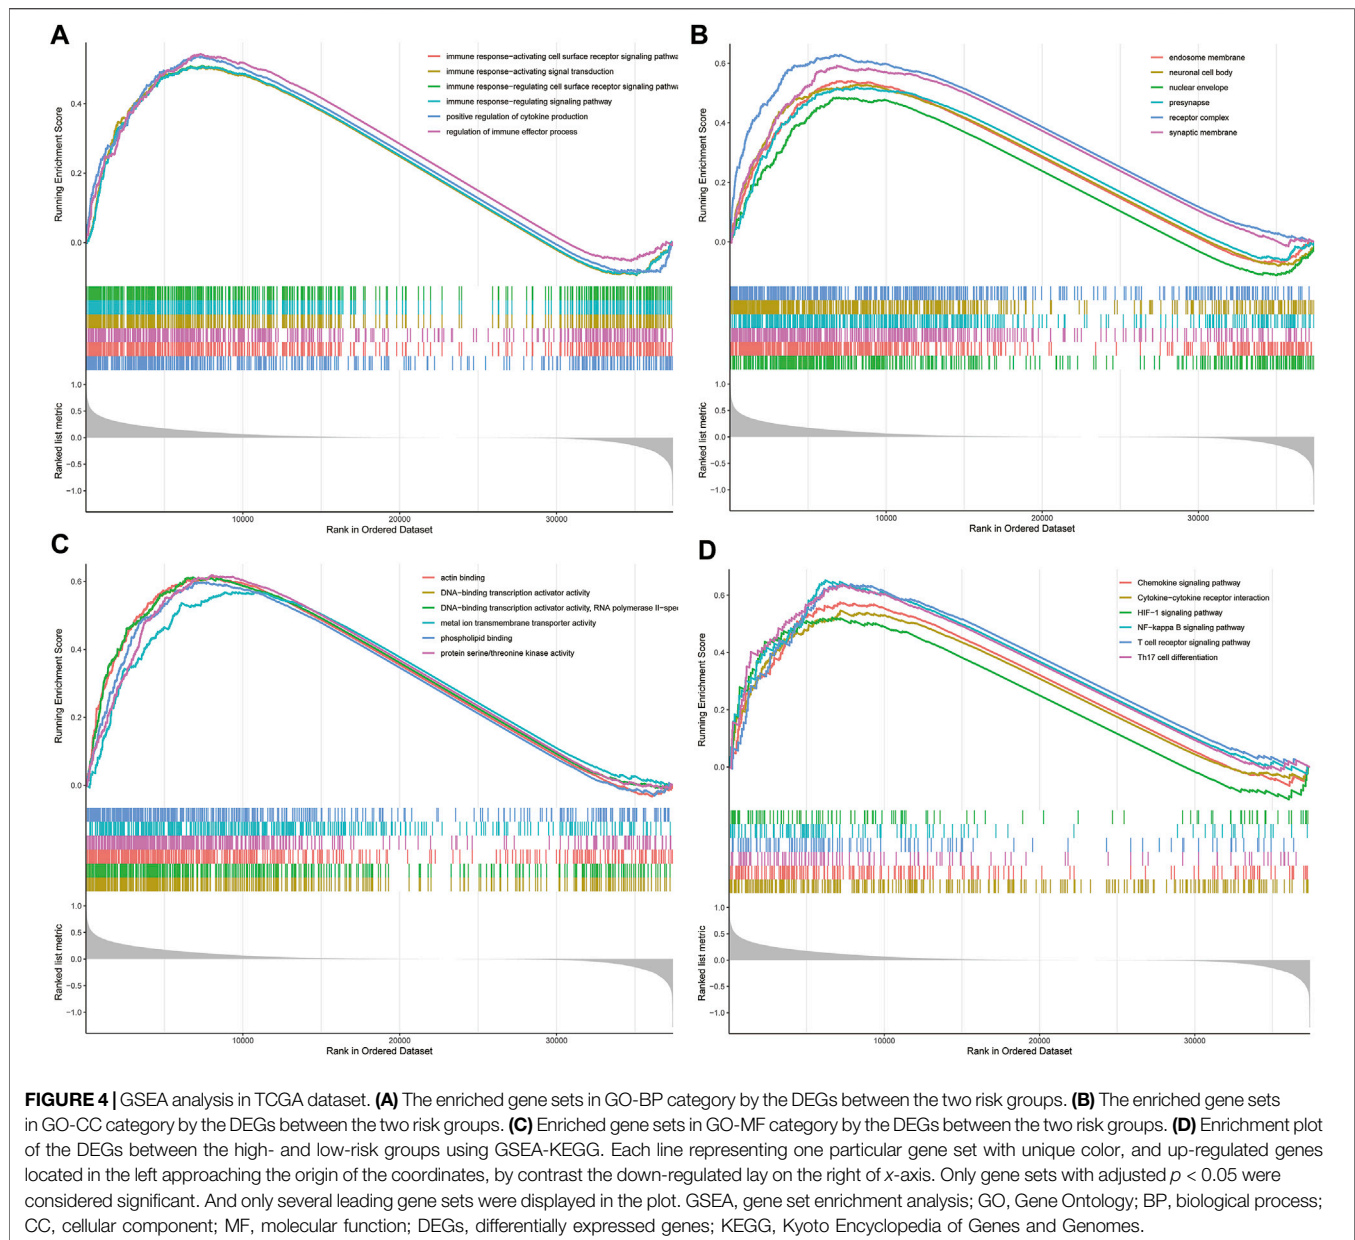 A
immune response-activating cell surface receptor signaling pathwa
immune response-activating signal transduction
immune response-regulating cell surface receptor signaling pathwa
immune response-regulating signaling pathway
positive regulation of cytokine production
regulation of immune effector process
Running Enrichment Score
0.4
0.2
0.0
Ranked list metric
1.0
0.5
0.0
−0.5
−1.0
10000 20000 30000
Rank in Ordered Dataset
B
endosome membrane
neuronal cell body
nuclear envelope
presynapse
receptor complex
synaptic membrane
Running Enrichment Score
0.6
0.4
0.2
0.0
Ranked list metric
1.0
0.5
0.0
−0.5
−1.0
10000 20000 30000
Rank in Ordered Dataset
C
actin binding
DNA-binding transcription activator activity
DNA-binding transcription activator activity, RNA polymerase II-spec
metal ion transmembrane transporter activity
phospholipid binding
protein serine/threonine kinase activity
Running Enrichment Score
0.6
0.4
0.2
0.0
Ranked list metric
1.0
0.5
0.0
−0.5
−1.0
10000 20000 30000
Rank in Ordered Dataset
D
Chemokine signaling pathway
Cytokine-cytokine receptor interaction
HIF-1 signaling pathway
NF-kappa B signaling pathway
T cell receptor signaling pathway
Th17 cell differentiation
Running Enrichment Score
0.6
0.4
0.2
0.0
Ranked list metric
1.0
0.5
0.0
−0.5
−1.0
10000 20000 30000
Rank in Ordered Dataset
FIGURE 4 | GSEA analysis in TCGA dataset. (A) The enriched gene sets in GO-BP category by the DEGs between the two risk groups. (B) The enriched gene sets
in GO-CC category by the DEGs between the two risk groups. (C) Enriched gene sets in GO-MF category by the DEGs between the two risk groups. (D) Enrichment plot
of the DEGs between the high- and low-risk groups using GSEA-KEGG. Each line representing one particular gene set with unique color, and up-regulated genes
located in the left approaching the origin of the coordinates, by contrast the down-regulated lay on the right of x-axis. Only gene sets with adjusted p < 0.05 were
considered significant. And only several leading gene sets were displayed in the plot. GSEA, gene set enrichment analysis; GO, Gene Ontology; BP, biological process;
CC, cellular component; MF, molecular function; DEGs, differentially expressed genes; KEGG, Kyoto Encyclopedia of Genes and Genomes.